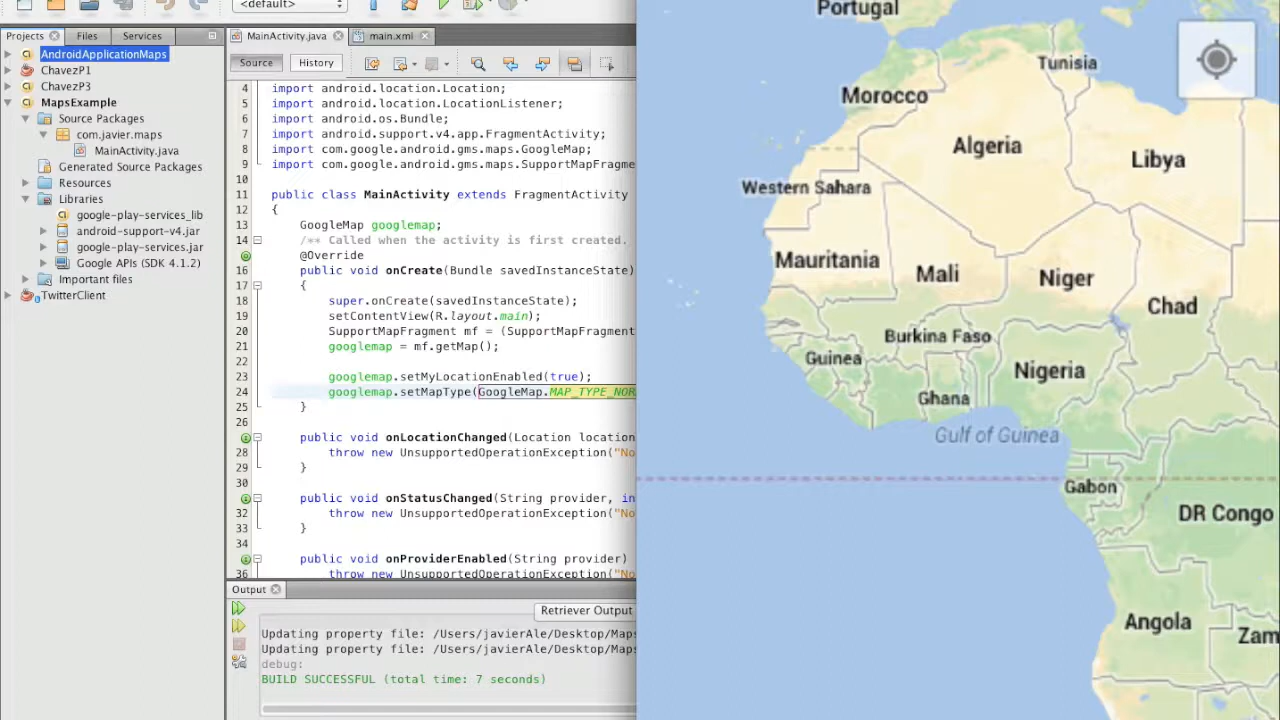 <default>
Projects
Files
Services
AndroidApplicationMaps
ChavezP1
ChavezP3
MapsExample
Source Packages
com.javier.maps
MainActivity.java
Generated Source Packages
Resources
Libraries
google-play-services_lib
android-support-v4.jar
google-play-services.jar
Google APIs (SDK 4.1.2)
Important files
TwitterClient
MainActivity.java
main.xml
Source
History
4 import android.location.Location;
5 import android.location.LocationListener;
6 import android.os.Bundle;
7 import android.support.v4.app.FragmentActivity;
8 import com.google.android.gms.maps.GoogleMap;
9 import com.google.android.gms.maps.SupportMapFragme
10
11 public class MainActivity extends FragmentActivity
12 {
13 GoogleMap googlemap;
14 /** Called when the activity is first created.
@Override
16 public void onCreate(Bundle savedInstanceState)
17 {
18 super.onCreate(savedInstanceState);
19 setContentView(R.layout.main);
20 SupportMapFragment mf = (SupportMapFragment
21 googlemap = mf.getMap();
22
23 googlemap.setMyLocationEnabled(true);
24 googlemap.setMapType(GoogleMap.MAP_TYPE_NOR
25 }
26
public void onLocationChanged(Location location
28 throw new UnsupportedOperationException("No
29 }
30
public void onStatusChanged(String provider, in
32 throw new UnsupportedOperationException("No
33 }
34
public void onProviderEnabled(String provider)
36 throw new UnsupportedOperationException("No
Output
Retriever Output
Updating property file: /Users/javierAle/Desktop/Maps
Updating property file: /Users/javierAle/Desktop/Maps
debug:
BUILD SUCCESSFUL (total time: 7 seconds)
Portugal
Tunisia
Morocco
Algeria
Libya
Western Sahara
Mauritania
Mali
Niger
Chad
Burkina Faso
Guinea
Nigeria
Ghana
Gulf of Guinea
Gabon
DR Congo
Angola
Zam